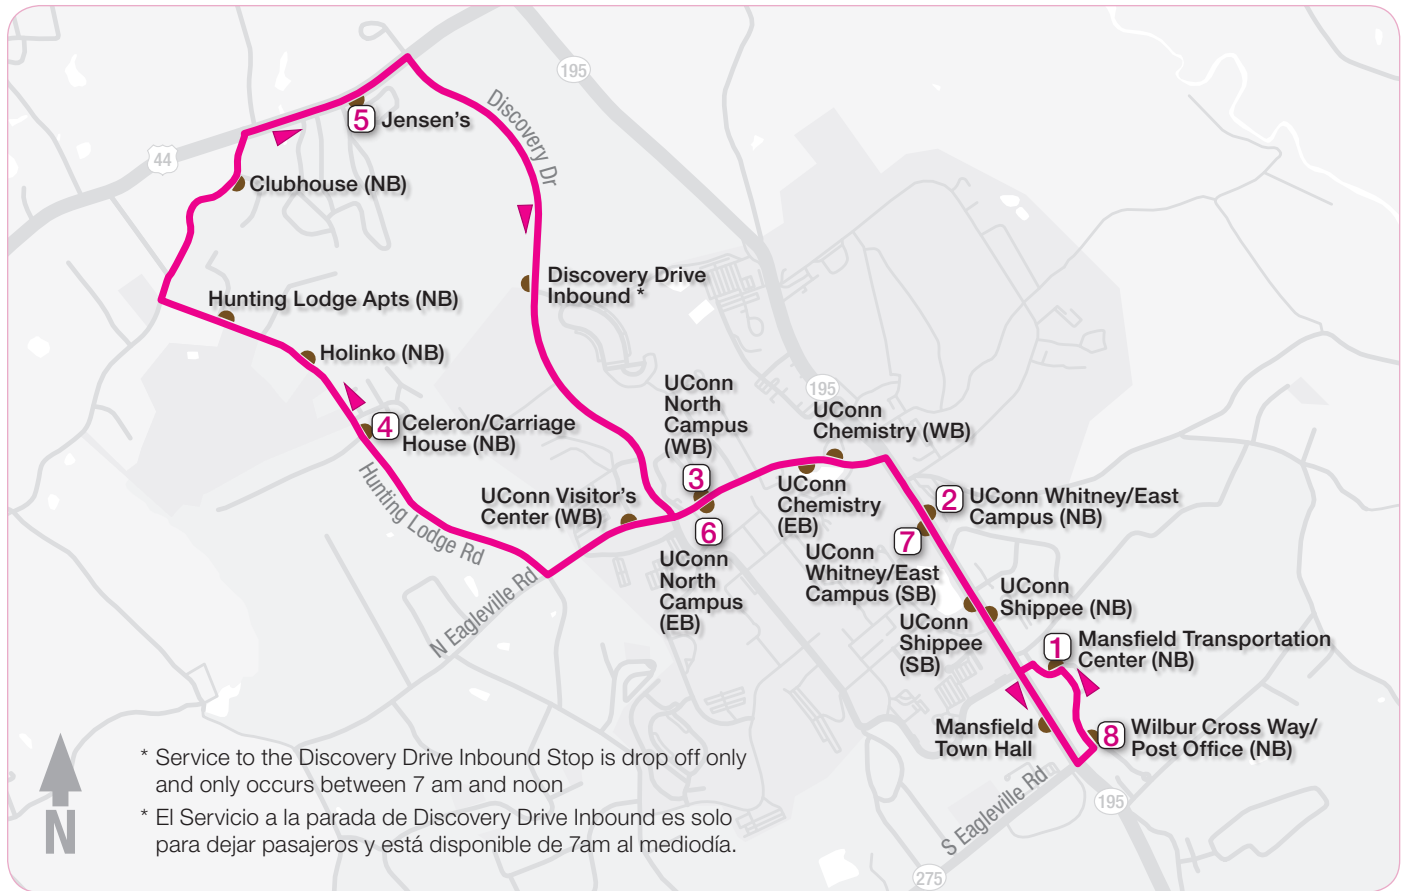 195
Discovery Dr
5 Jensen's
44
Clubhouse (NB)
Discovery Drive
Inbound *
Hunting Lodge Apts (NB)
Holinko (NB)
4 Celeron/Carriage
House (NB)
Hunting Lodge Rd
UConn Visitor's
Center (WB)
N Eagleville Rd
UConn
North
Campus
(WB)
3
6
UConn
North
Campus
(EB)
195
UConn
Chemistry (WB)
UConn
Chemistry
(EB)
2 UConn Whitney/East
Campus (NB)
7
UConn
Whitney/East
Campus (SB)
UConn
Shippee (NB)
UConn
Shippee
(SB)
1 Mansfield Transportation
Center (NB)
Mansfield
Town Hall
8 Wilbur Cross Way/
Post Office (NB)
S Eagleville Rd
195
275
N
* Service to the Discovery Drive Inbound Stop is drop off only
and only occurs between 7 am and noon
* El Servicio a la parada de Discovery Drive Inbound es solo
para dejar pasajeros y está disponible de 7am al mediodía.